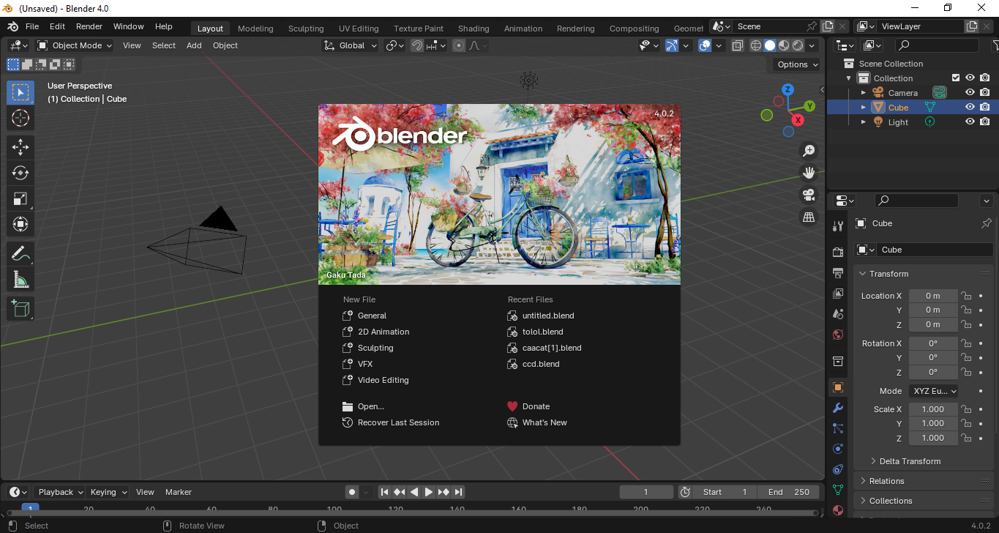 (Unsaved) - Blender 4.0
File Edit Render Window Help Layout Modeling Sculpting UV Editing Texture Paint Shading Animation Rendering Compositing Geomet Scene ViewLayer
Object Mode View Select Add Object Global
Options
User Perspective
(1) Collection | Cube
Z
Y
X
blender
4.0.2
Gaku Tada
New File
General
2D Animation
Sculpting
VFX
Video Editing
Open...
Recover Last Session
Recent Files
untitled.blend
tolol.blend
caacat[1].blend
ccd.blend
Donate
What's New
Scene Collection
Collection
Camera
Cube
Light
Cube
Cube
Transform
Location X 0 m
Y 0 m
Z 0 m
Rotation X 0°
Y 0°
Z 0°
Mode XYZ Eu...
Scale X 1.000
Y 1.000
Z 1.000
Delta Transform
Relations
Collections
Playback Keying View Marker 1 Start 1 End 250
1 20 40 60 80 100 120 140 160 180 200 220 240
Select Rotate View Object 4.0.2